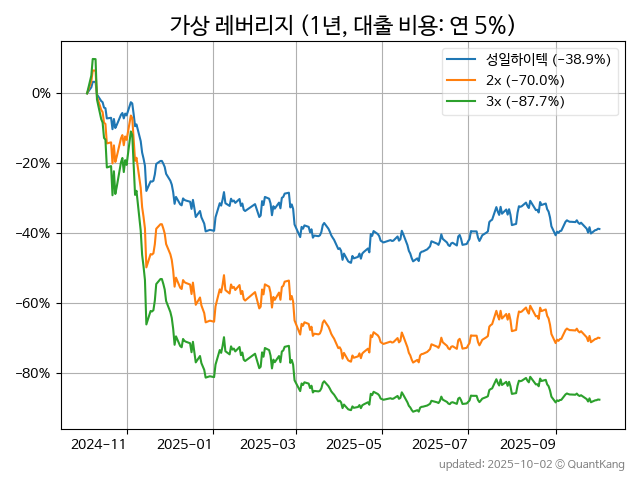 가상 레버리지 (1년, 대출 비용: 연 5%)
성일하이텍 (−38.9%)
2x (−70.0%)
3x (−87.7%)
0%
−20%
−40%
−60%
−80%
2024-11 2025-01 2025-03 2025-05 2025-07 2025-09
updated: 2025-10-02 © QuantKang